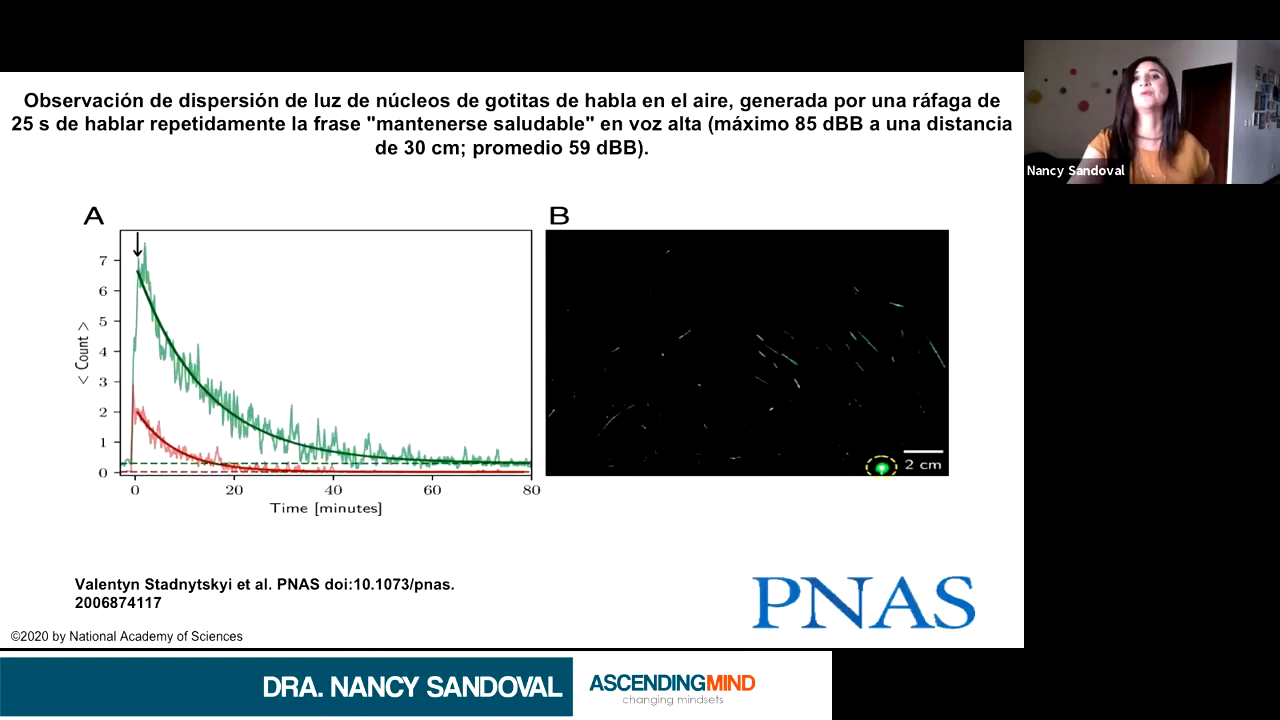 Observación de dispersión de luz de núcleos de gotitas de habla en el aire, generada por una ráfaga de
25 s de hablar repetidamente la frase "mantenerse saludable" en voz alta (máximo 85 dBB a una distancia
de 30 cm; promedio 59 dBB).
Nancy Sandoval
A
B
7
6
5
4
3
2
1
0
< Count >
0 20 40 60 80
Time [minutes]
2 cm
Valentyn Stadnytskyi et al. PNAS doi:10.1073/pnas.
2006874117
PNAS
©2020 by National Academy of Sciences
DRA. NANCY SANDOVAL
ASCENDINGMIND
changing mindsets